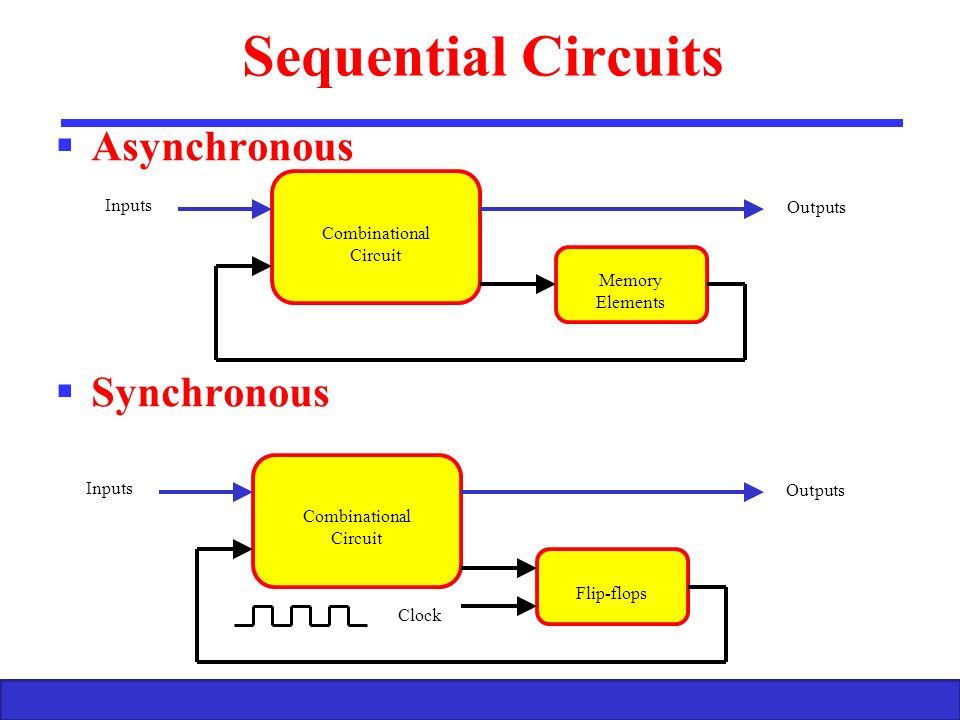 Sequential Circuits
Asynchronous
Inputs
Outputs
Combinational
Circuit
Memory
Elements
Synchronous
Inputs
Outputs
Combinational
Circuit
Flip-flops
Clock